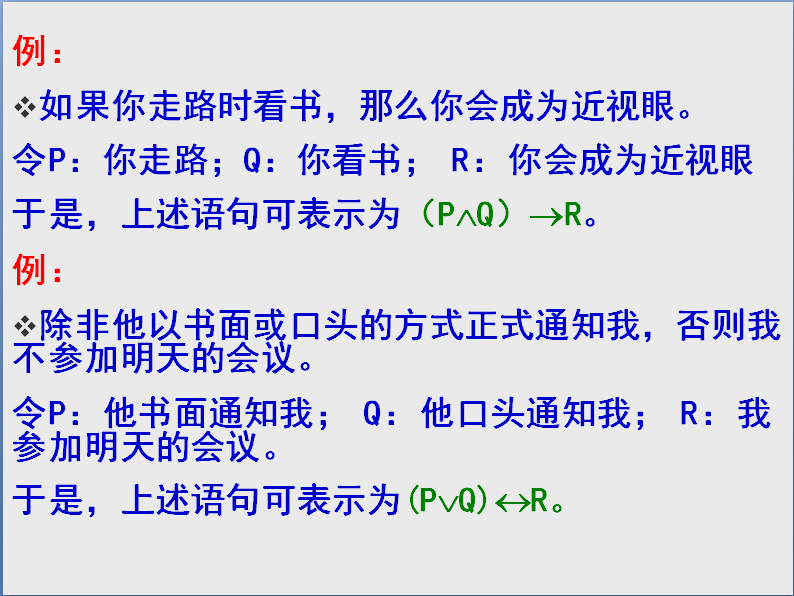 例：
❖如果你走路时看书，那么你会成为近视眼。
令P：你走路；Q：你看书； R：你会成为近视眼
于是，上述语句可表示为（P∧Q）→R。
例：
❖除非他以书面或口头的方式正式通知我，否则我
不参加明天的会议。
令P：他书面通知我； Q：他口头通知我； R：我
参加明天的会议。
于是，上述语句可表示为(P∨Q)↔R。